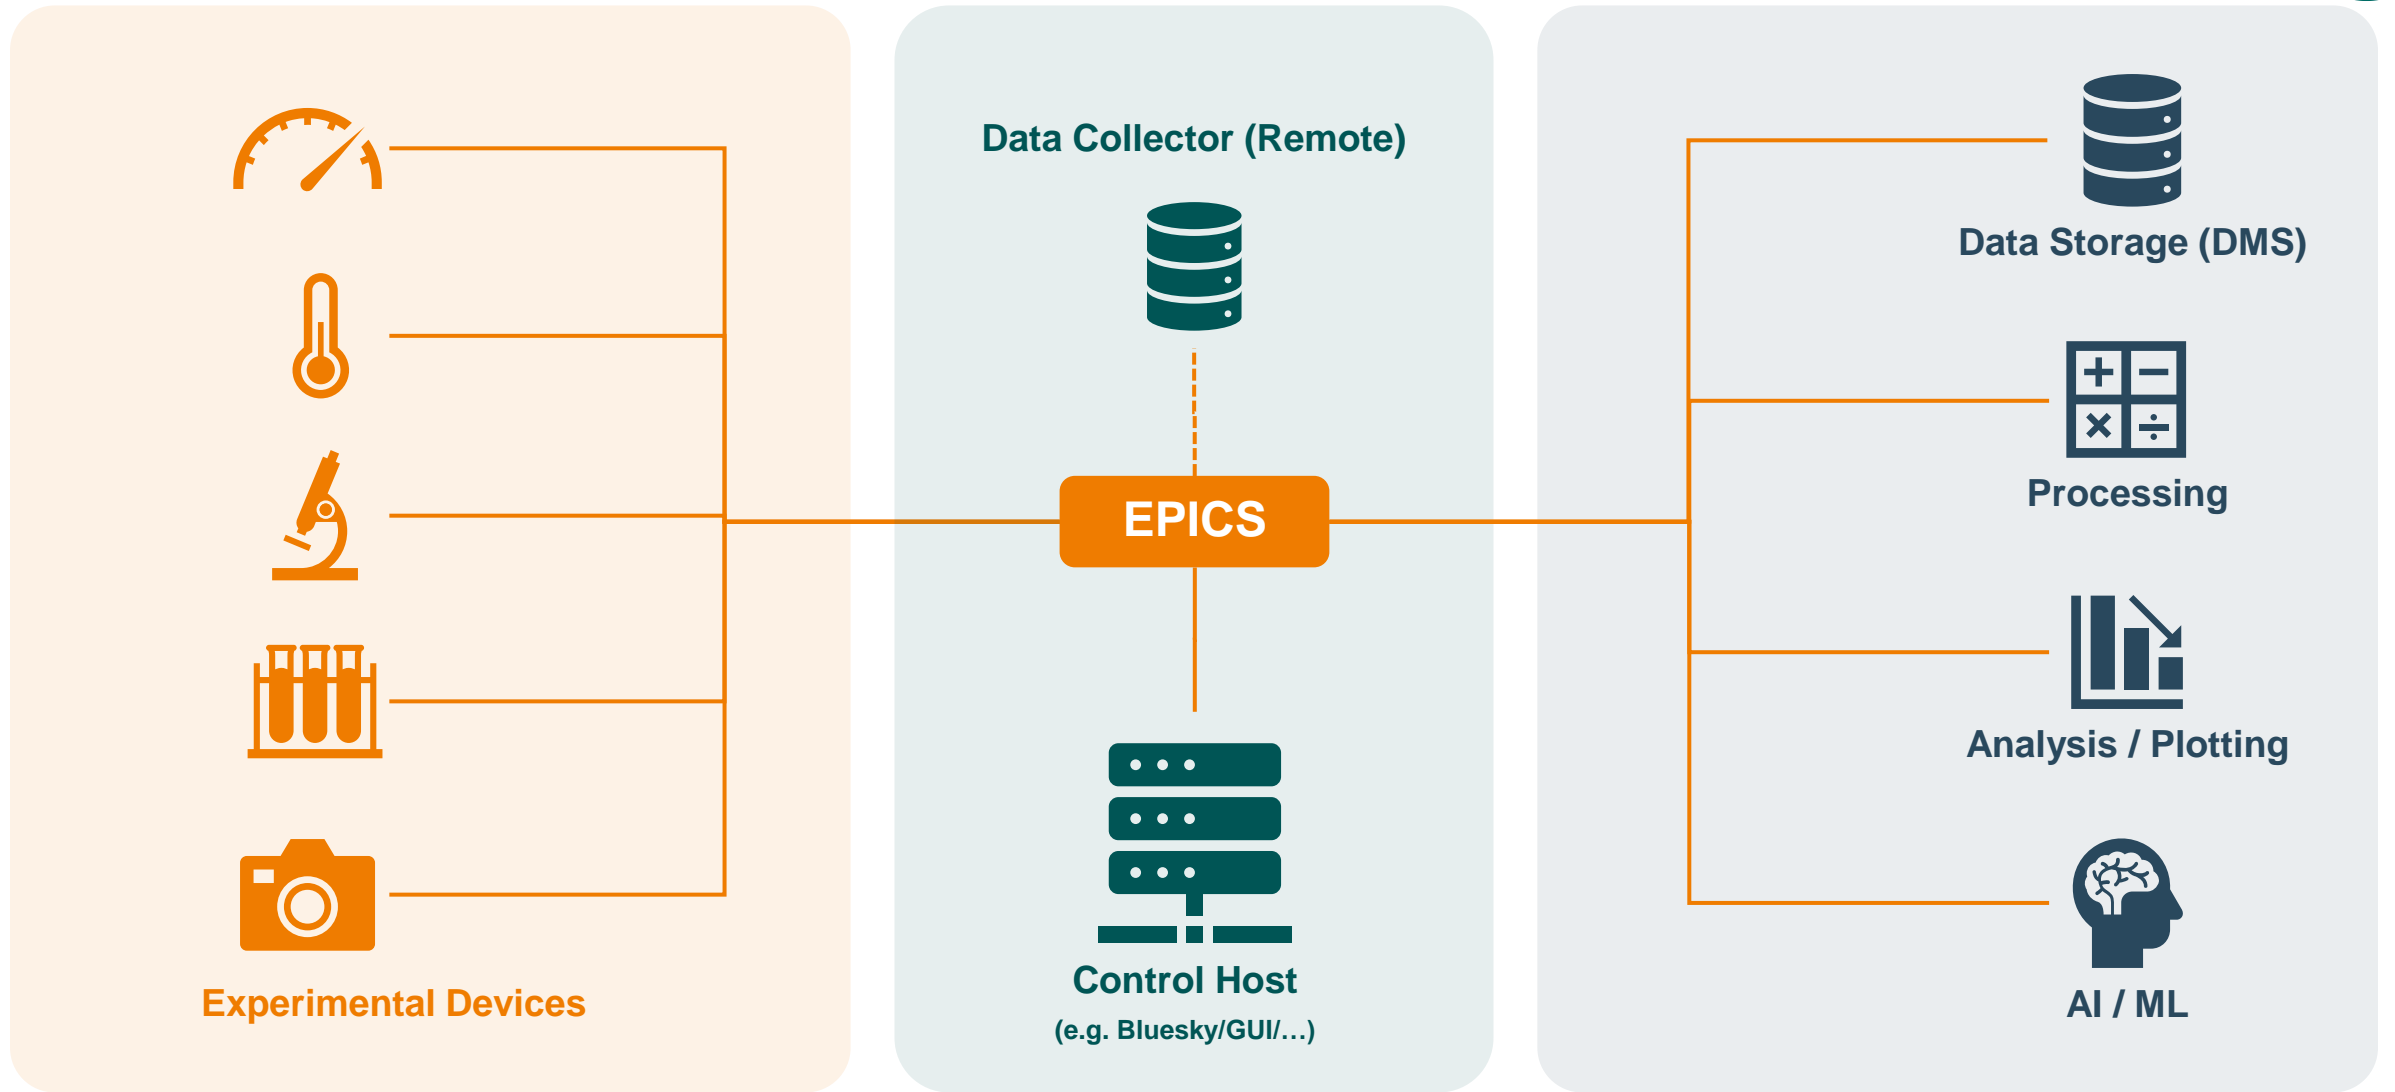 Experimental Devices
Data Collector (Remote)
EPICS
Control Host
(e.g. Bluesky/GUI/…)
Data Storage (DMS)
Processing
Analysis / Plotting
AI / ML